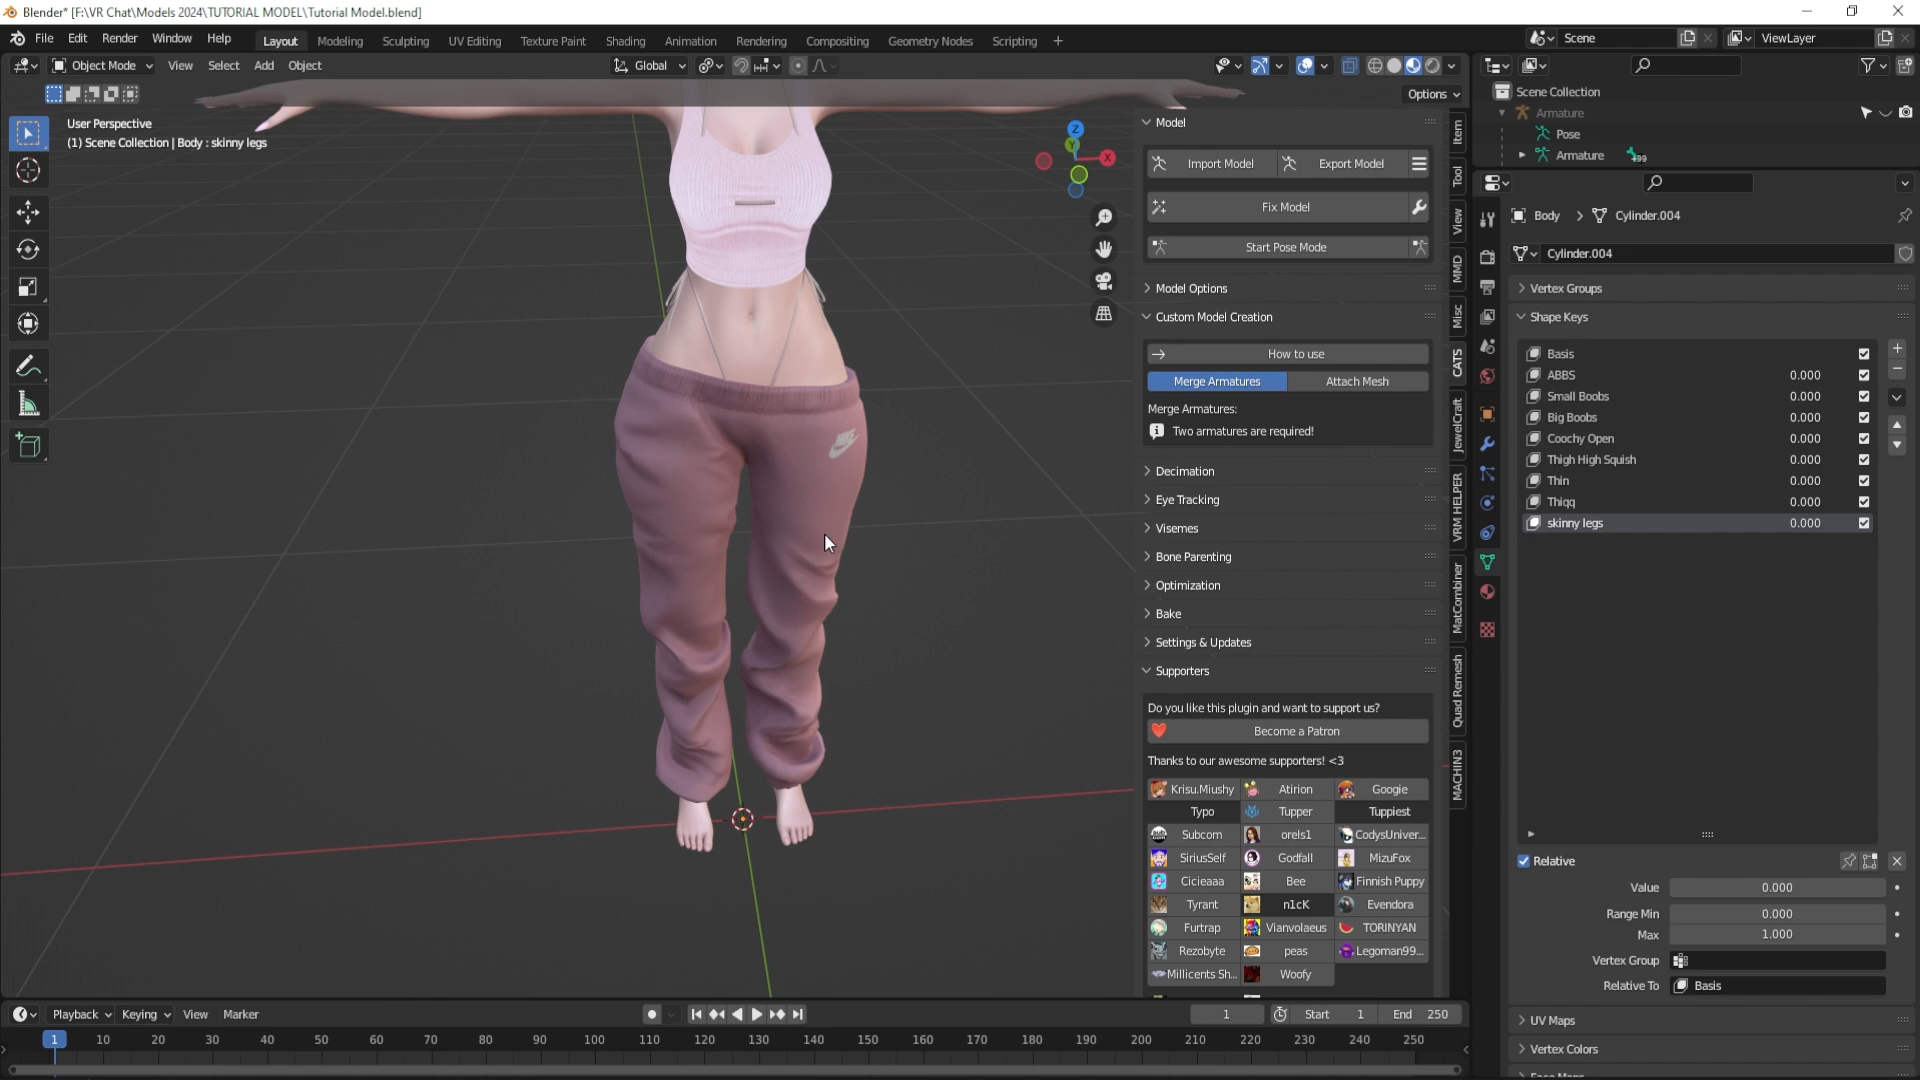 Blender* [F:\VR Chat\Models 2024\TUTORIAL MODEL\Tutorial Model.blend]
File Edit Render Window Help Layout Modeling Sculpting UV Editing Texture Paint Shading Animation Rendering Compositing Geometry Nodes Scripting + Scene ViewLayer
Object Mode View Select Add Object Global
Options
User Perspective
(1) Scene Collection | Body : skinny legs
Z
Y
X
Item
Tool
View
MMD
Misc
CATS
JewelCraft
VRM HELPER
MatCombiner
Quad Remesh
MACHIN3
Model
Import Model Export Model
Fix Model
Start Pose Mode
Model Options
Custom Model Creation
How to use
Merge Armatures Attach Mesh
Merge Armatures:
Two armatures are required!
Decimation
Eye Tracking
Visemes
Bone Parenting
Optimization
Bake
Settings & Updates
Supporters
Do you like this plugin and want to support us?
Become a Patron
Thanks to our awesome supporters! <3
Krisu.Miushy Atirion Googie
Typo Tupper Tuppiest
Subcom orels1 CodysUniver...
SiriusSelf Godfall MizuFox
Cicieaaa Bee Finnish Puppy
Tyrant n1cK Evendora
Furtrap Vianvolaeus TORINYAN
Rezobyte peas Legoman99...
Millicents Sh... Woofy
Scene Collection
Armature
Pose
Armature 499
Body Cylinder.004
Cylinder.004
Vertex Groups
Shape Keys
Basis
ABBS 0.000
Small Boobs 0.000
Big Boobs 0.000
Coochy Open 0.000
Thigh High Squish 0.000
Thin 0.000
Thiqq 0.000
skinny legs 0.000
Relative
Value 0.000
Range Min 0.000
Max 1.000
Vertex Group
Relative To Basis
UV Maps
Vertex Colors
Playback Keying View Marker 1 Start 1 End 250
1 10 20 30 40 50 60 70 80 90 100 110 120 130 140 150 160 170 180 190 200 210 220 230 240 250